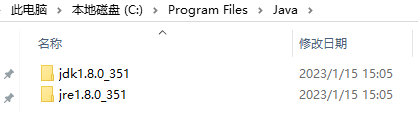 此电脑 > 本地磁盘 (C:) > Program Files > Java >
名称 修改日期
jdk1.8.0_351 2023/1/15 15:05
jre1.8.0_351 2023/1/15 15:05